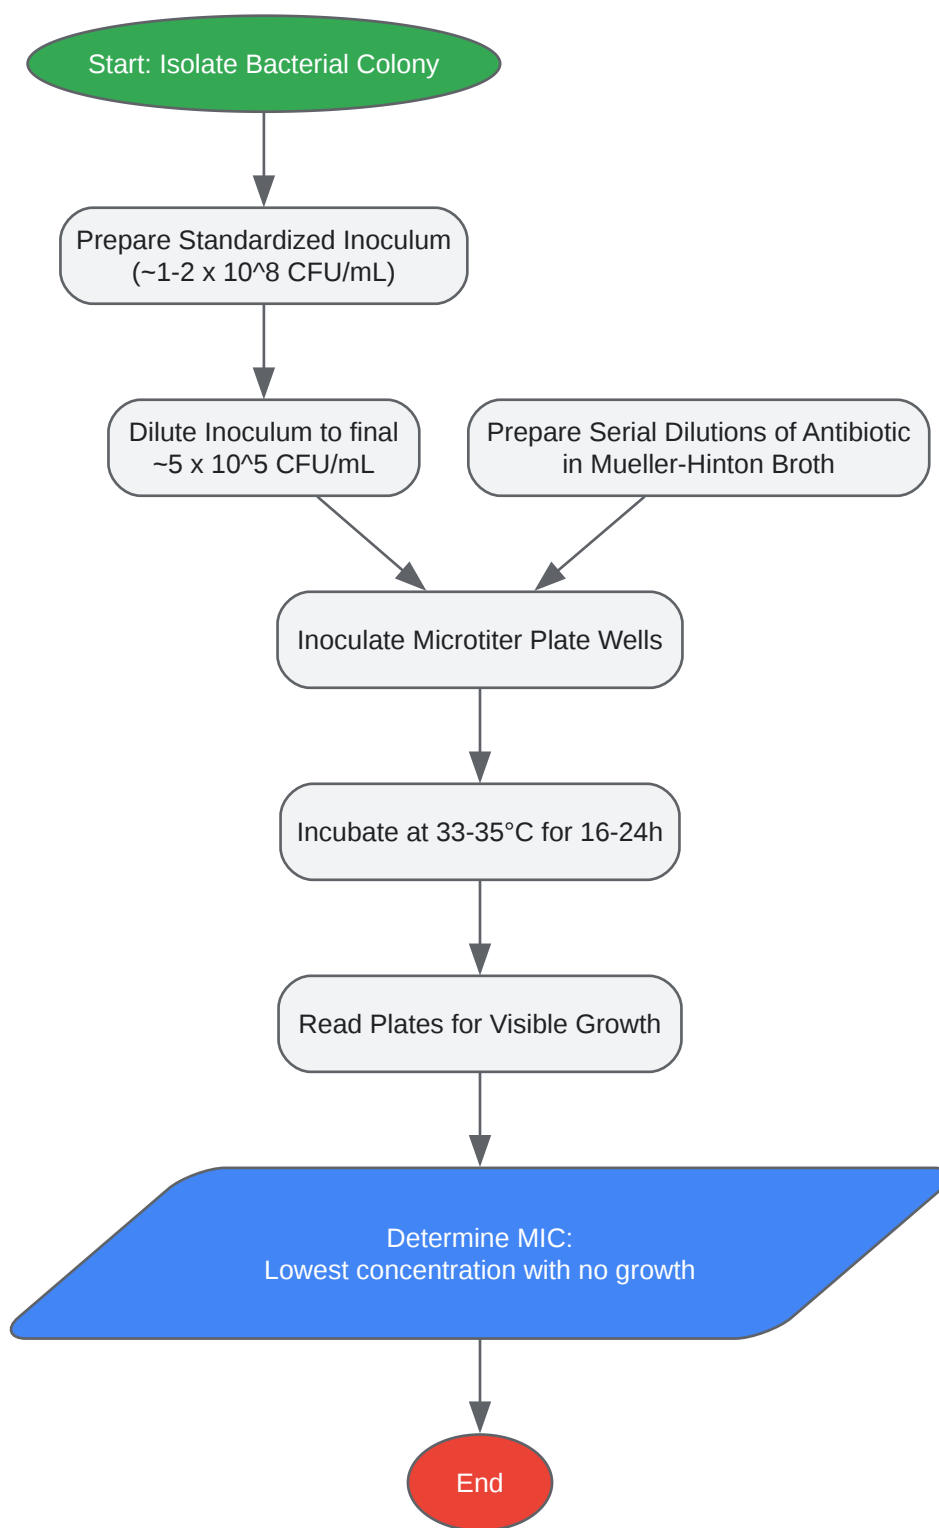 Start: Isolate Bacterial Colony
Prepare Standardized Inoculum
(~1-2 x 10^8 CFU/mL)
Dilute Inoculum to final
~5 x 10^5 CFU/mL
Prepare Serial Dilutions of Antibiotic
in Mueller-Hinton Broth
Inoculate Microtiter Plate Wells
Incubate at 33-35°C for 16-24h
Read Plates for Visible Growth
Determine MIC:
Lowest concentration with no growth
End